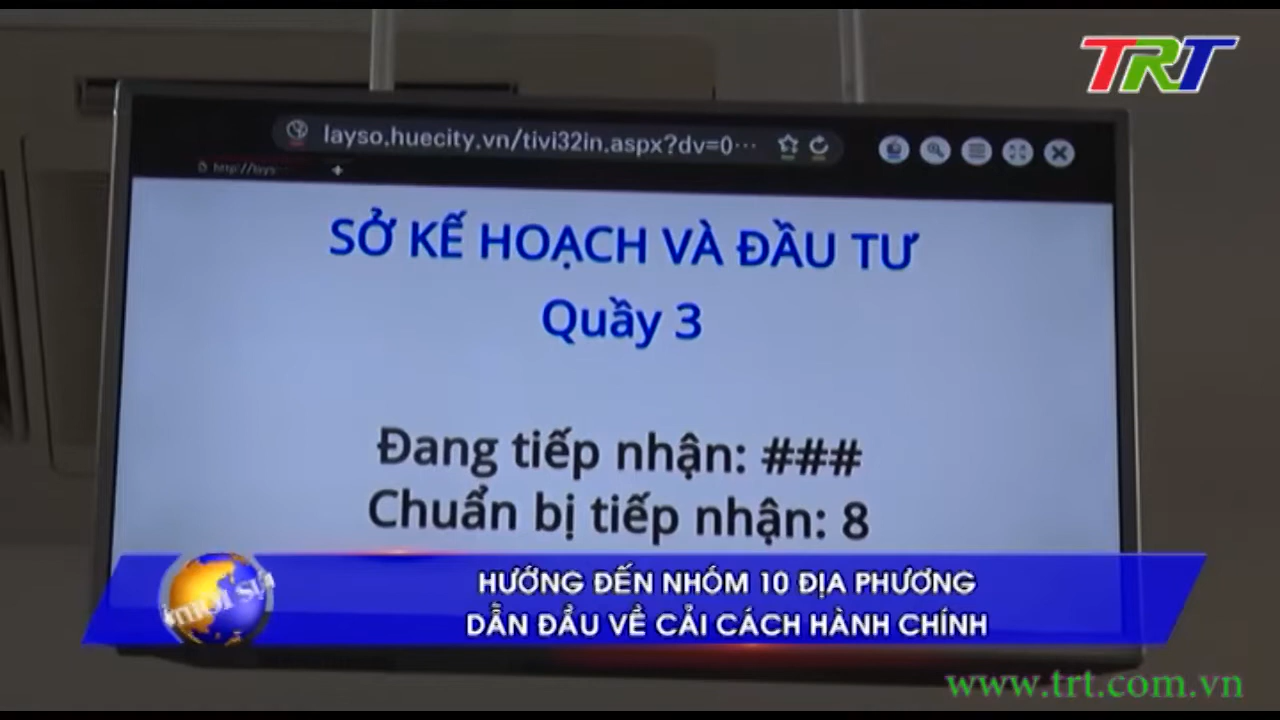 TRT
layso.huecity.vn/tivi32in.aspx?dv=0···
SỞ KẾ HOẠCH VÀ ĐẦU TƯ
Quầy 3
Đang tiếp nhận: ###
Chuẩn bị tiếp nhận: 8
HƯỚNG ĐẾN NHÓM 10 ĐỊA PHƯƠNG
DẪN ĐẦU VỀ CẢI CÁCH HÀNH CHÍNH
www.trt.com.vn